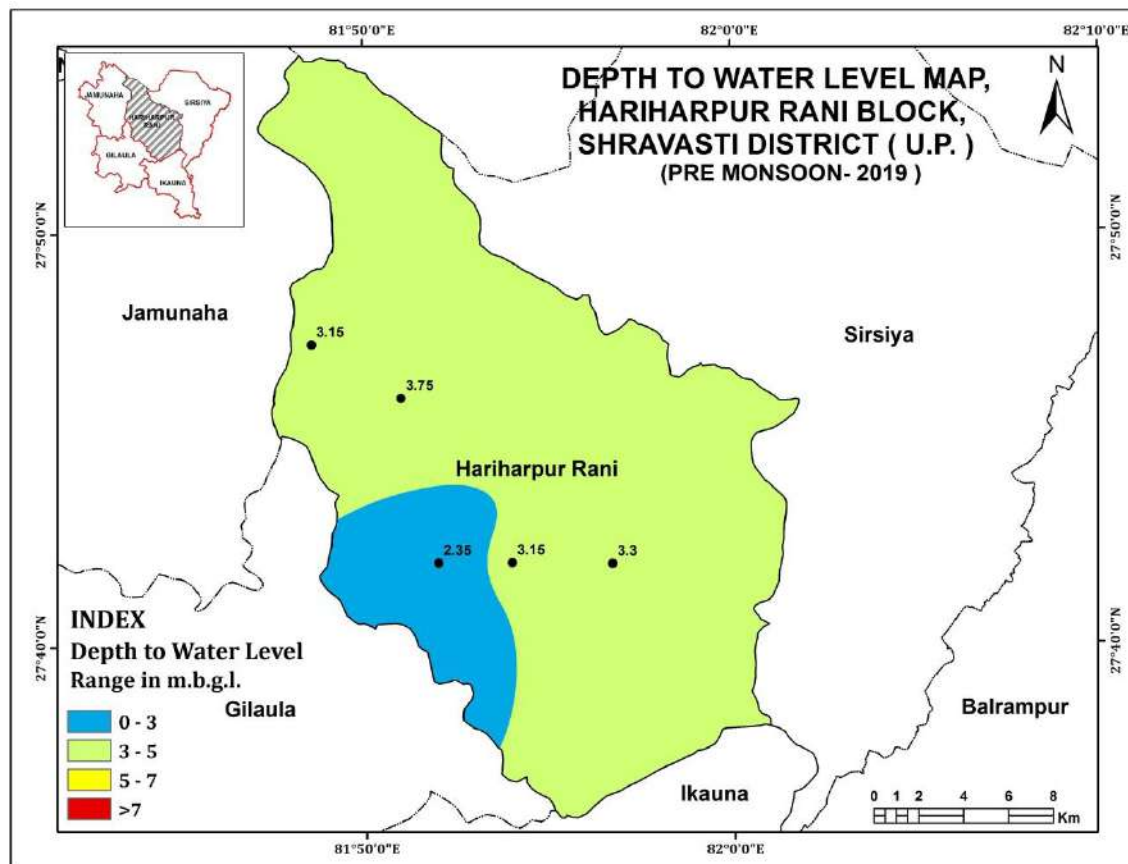 81°50'0"E
82°0'0"E
82°10'0"E
DEPTH TO WATER LEVEL MAP,
HARIHARPUR RANI BLOCK,
SHRAVASTI DISTRICT ( U.P. )
(PRE MONSOON- 2019 )
N
N
JAMUNAHA
SIRSIYA
HARIHARPUR
RANI
GILAULA
IKAUNA
27°50'0"N
27°50'0"N
Jamunaha
Sirsiya
3.15
3.75
Hariharpur Rani
2.35
3.15
3.3
27°40'0"N
27°40'0"N
INDEX
Depth to Water Level
Range in m.b.g.l.
0 - 3
3 - 5
5 - 7
>7
Gilaula
Balrampur
Ikauna
0 1 2 4 6 8
Km
81°50'0"E
82°0'0"E